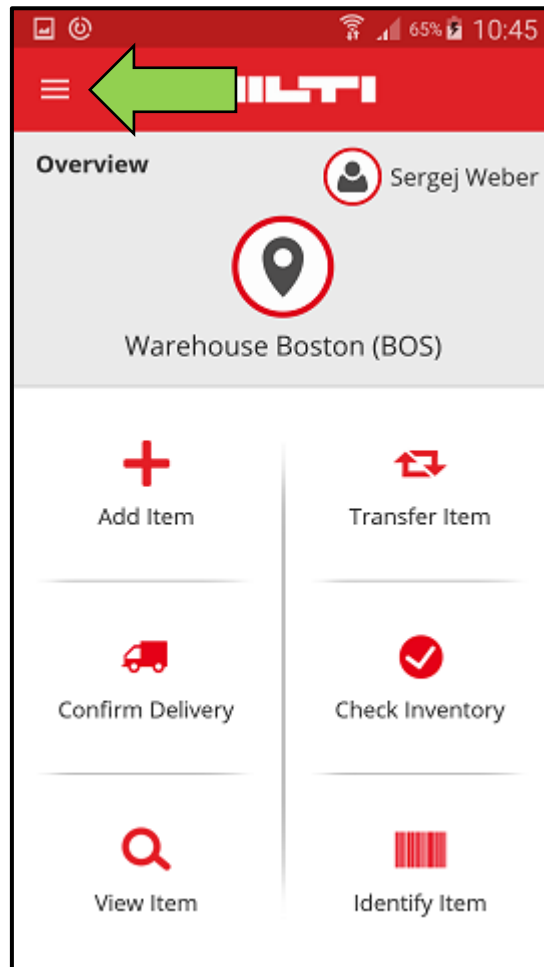 65% 10:45
Overview
Sergej Weber
Warehouse Boston (BOS)
Add Item
Transfer Item
Confirm Delivery
Check Inventory
View Item
Identify Item